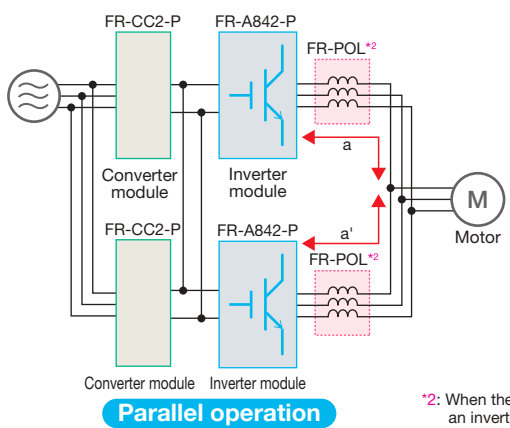 FR-CC2-P
FR-A842-P
FR-POL*2
a
Converter
module
Inverter
module
FR-CC2-P
FR-A842-P
a'
FR-POL*2
M
Motor
Converter module
Inverter module
Parallel operation
*2: When the
an invert